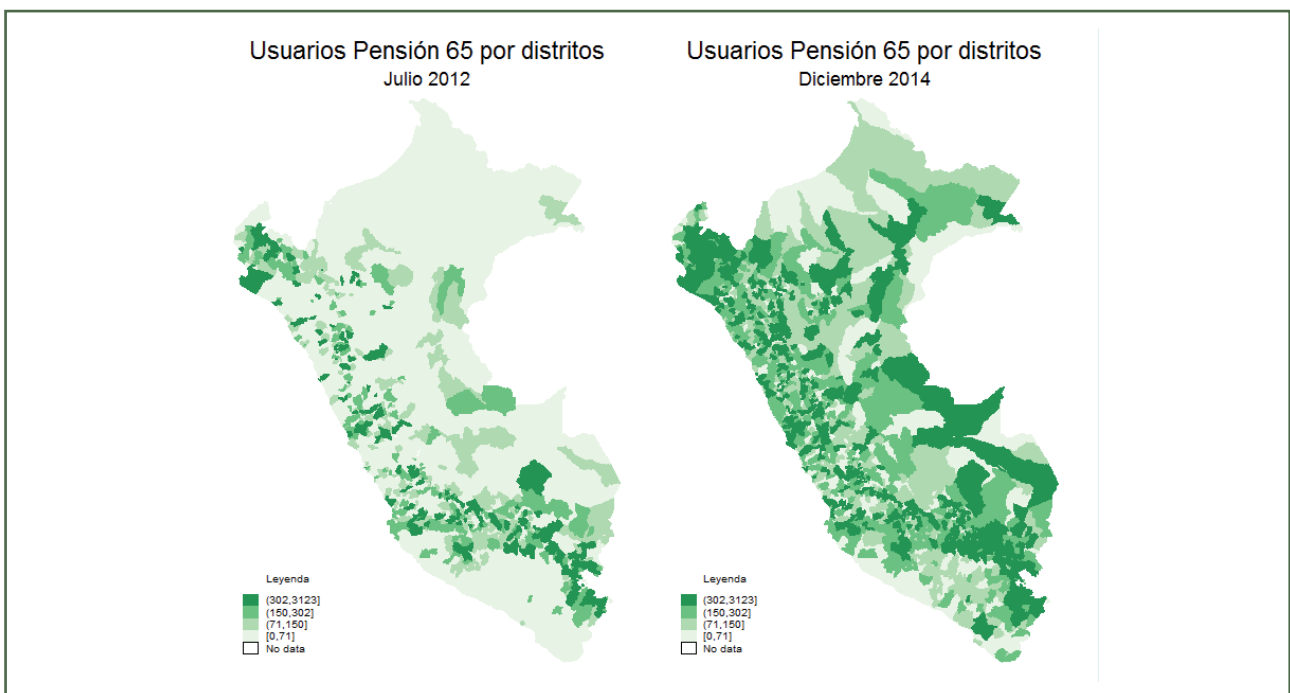 Usuarios Pensión 65 por distritos
Julio 2012
Leyenda
(302,3123]
(150,302]
(71,150]
[0,71]
No data
Usuarios Pensión 65 por distritos
Diciembre 2014
Leyenda
(302,3123]
(150,302]
(71,150]
[0,71]
No data